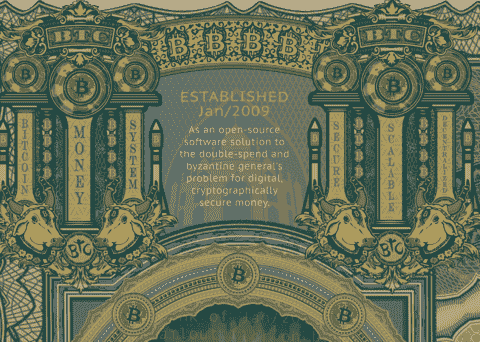 BTC
BTC
BITCOIN
MONEY
SYSTEM
ESTABLISHED
Jan/2009
As an open-source
software solution to
the double-spend and
byzantine general's
problem for digital,
cryptographically
secure money.
SECURE
SCALABLE
DECENTRALIZED
BTC
BTC